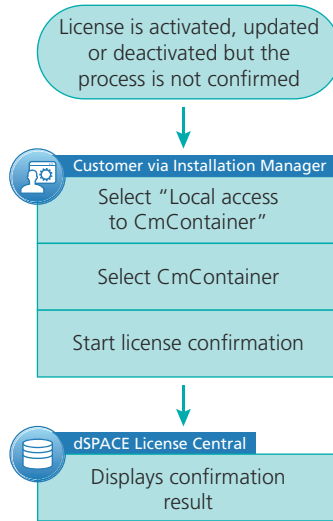 License is activated, updated
or deactivated but the
process is not confirmed
Customer via Installation Manager
Select “Local access
to CmContainer”
Select CmContainer
Start license confirmation
dSPACE License Central
Displays confirmation
result